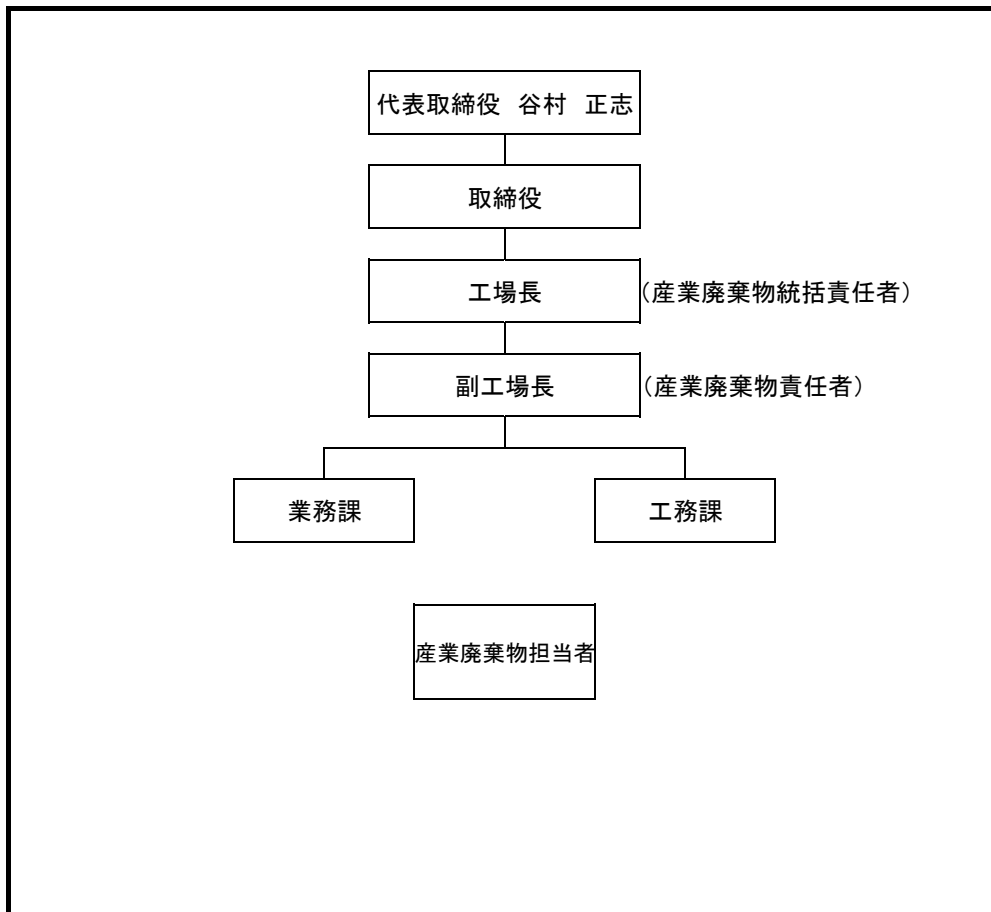 代表取締役　谷村　正志
取締役
工場長　（産業廃棄物統括責任者）
副工場長　（産業廃棄物責任者）
業務課　工務課
産業廃棄物担当者